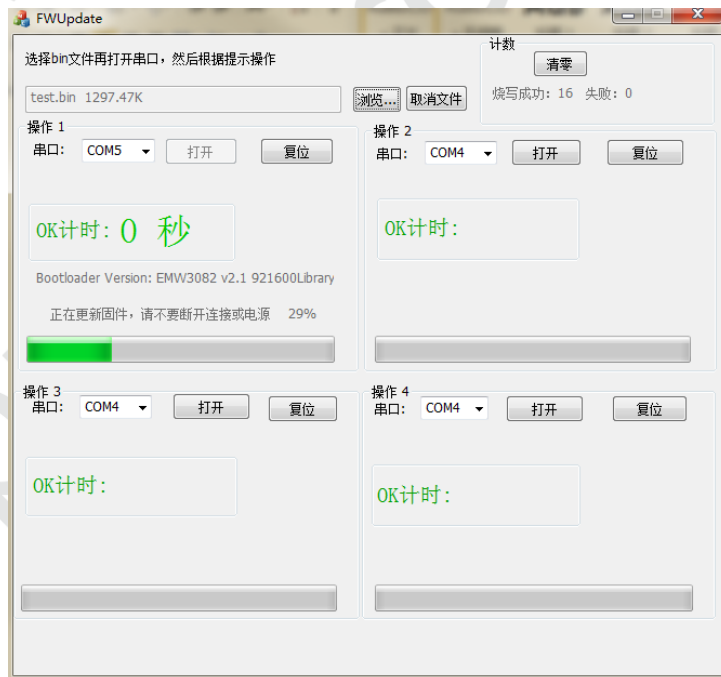 FWUpdate
选择bin文件再打开串口，然后根据提示操作
计数
清零
test.bin 1297.47K
浏览... 取消文件
烧写成功: 16 失败: 0
操作 1
串口: COM5 打开 复位
OK计时: 0 秒
Bootloader Version: EMW3082 v2.1 921600Library
正在更新固件，请不要断开连接或电源 29%
操作 2
串口: COM4 打开 复位
OK计时:
操作 3
串口: COM4 打开 复位
OK计时:
操作 4
串口: COM4 打开 复位
OK计时: